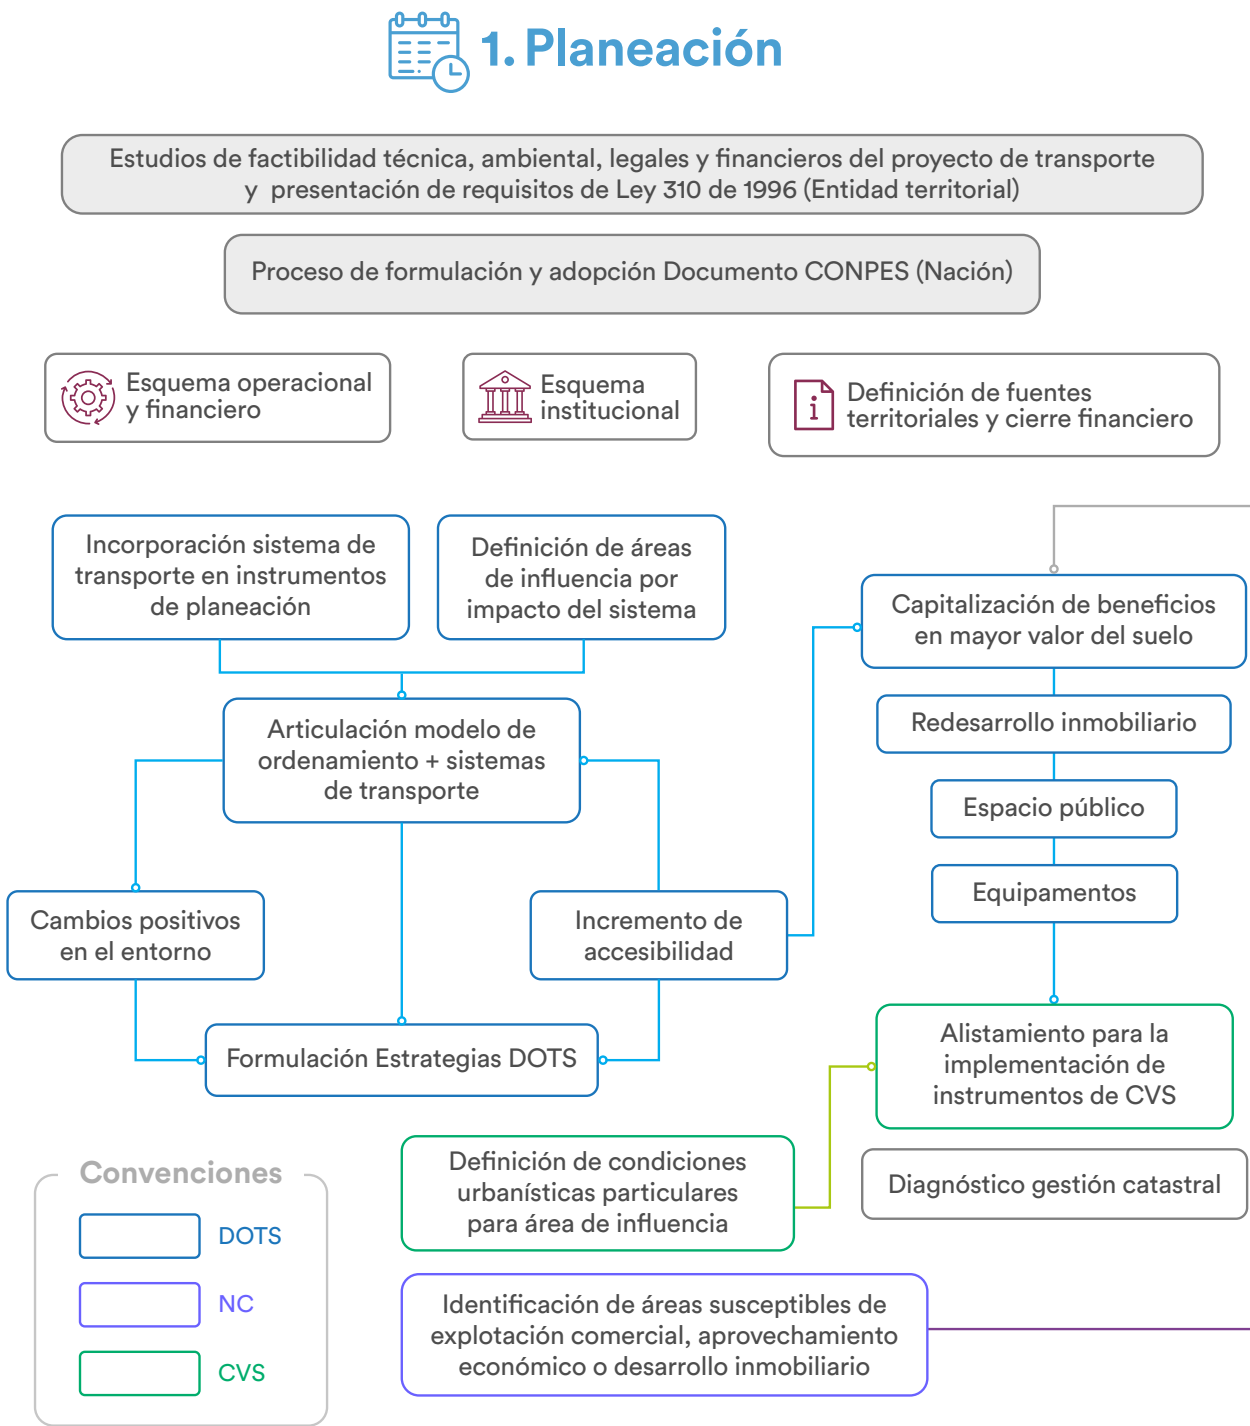 1. Planeación
Estudios de factibilidad técnica, ambiental, legales y financieros del proyecto de transporte
y presentación de requisitos de Ley 310 de 1996 (Entidad territorial)
Proceso de formulación y adopción Documento CONPES (Nación)
Esquema operacional
y financiero
Esquema
institucional
Definición de fuentes
territoriales y cierre financiero
Incorporación sistema de
transporte en instrumentos
de planeación
Definición de áreas
de influencia por
impacto del sistema
Capitalización de beneficios
en mayor valor del suelo
Redesarrollo inmobiliario
Articulación modelo de
ordenamiento + sistemas
de transporte
Espacio público
Equipamentos
Cambios positivos
en el entorno
Incremento de
accesibilidad
Formulación Estrategias DOTS
Alistamiento para la
implementación de
instrumentos de CVS
Definición de condiciones
urbanísticas particulares
para área de influencia
Diagnóstico gestión catastral
Convenciones
DOTS
NC
CVS
Identificación de áreas susceptibles de
explotación comercial, aprovechamiento
económico o desarrollo inmobiliario